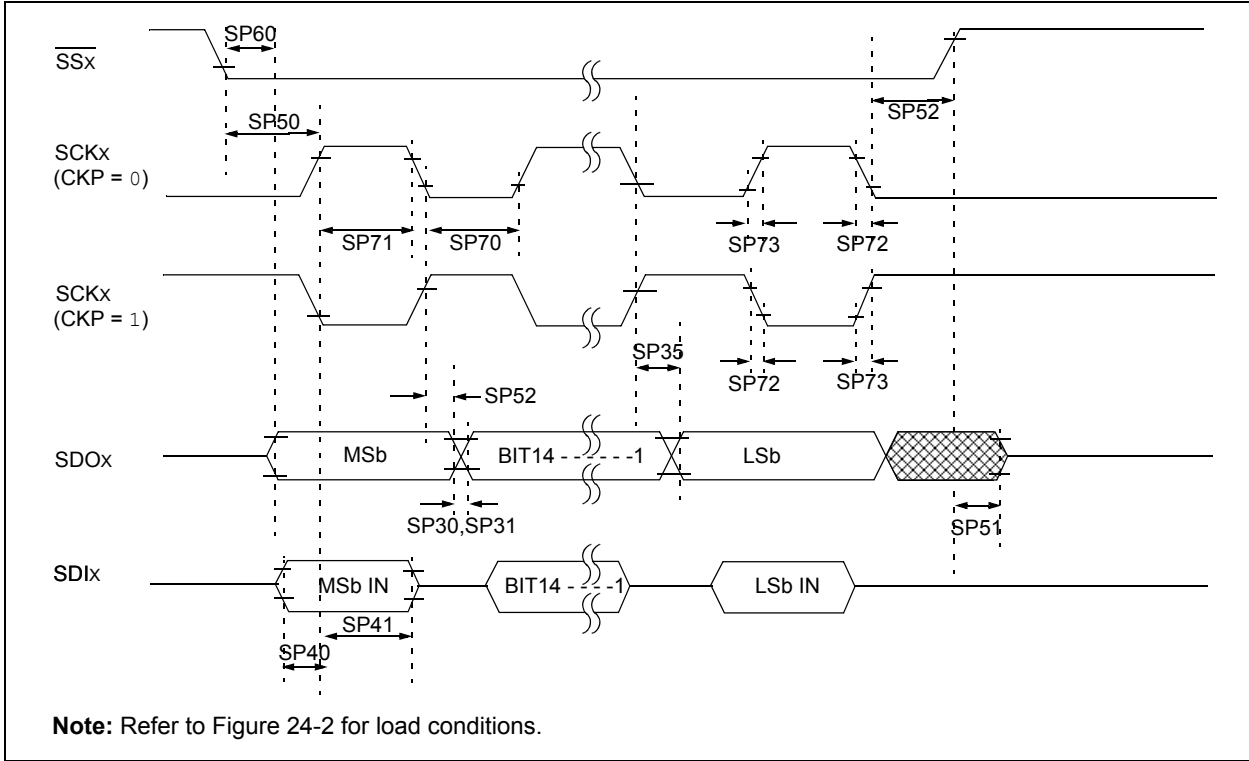 SP60
SSX
SP52
SP50
SCKX
(CKP = 0)
SP71
SP70
SP73
SP72
SCKX
(CKP = 1)
SP35
SP72
SP73
SP52
SDOX
MSb
BIT14 - - - - - -1
LSb
SP30,SP31
SP51
SDIX
MSb IN
BIT14 - - - -1
LSb IN
SP41
SP40
Note: Refer to Figure 24-2 for load conditions.